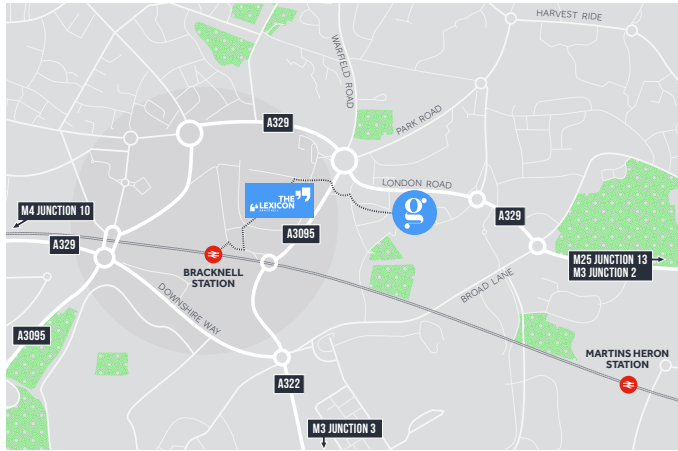 HARVEST RIDE
WARFIELD ROAD
A329
PARK ROAD
LONDON ROAD
THE
LEXICON
BRACKNELL
g
M4 JUNCTION 10
A329
A3095
A329
BRACKNELL
STATION
M25 JUNCTION 13
M3 JUNCTION 2
BROAD LANE
DOWNSHIRE WAY
A3095
MARTINS HERON
STATION
A322
M3 JUNCTION 3